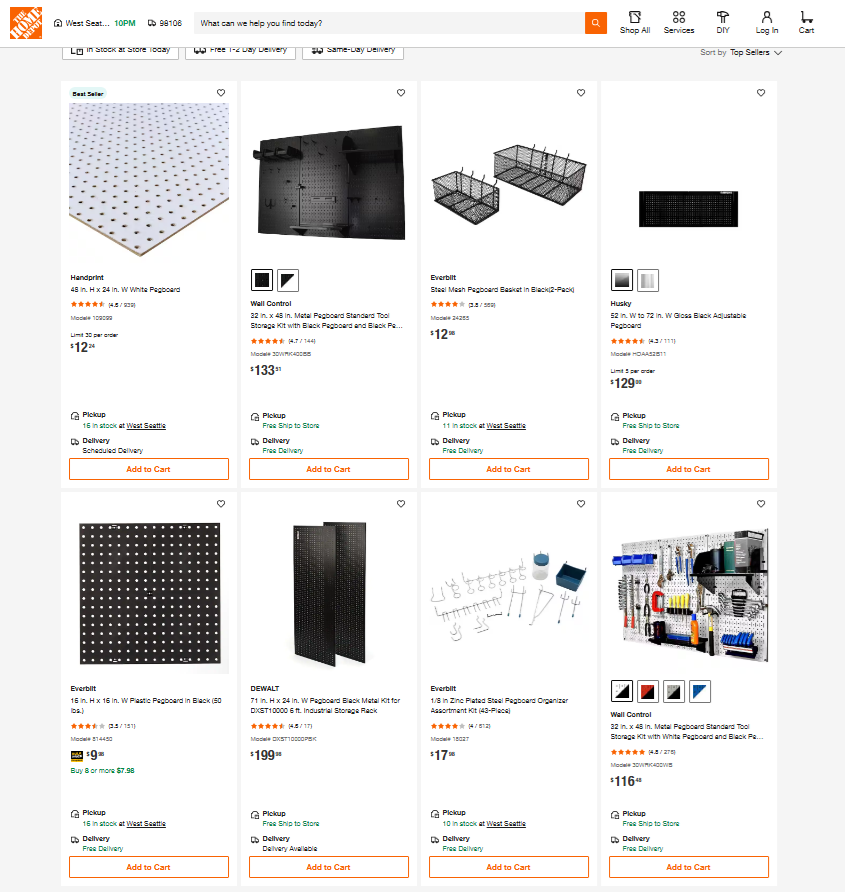 THE HOME DEPOT
West Seat... 10PM
98106
What can we help you find today?
Shop All
Services
DIY
Log In
Cart
In Stock at Store Today
Free 1-2 Day Delivery
Same-Day Delivery
Sort by Top Sellers
Best Seller
Handprint
48 in. H x 24 in. W White Pegboard
(4.6 / 939)
Model# 109099
Limit 30 per order
$12 24
Pickup
16 in stock at West Seattle
Delivery
Scheduled Delivery
Add to Cart
Wall Control
32 in. x 48 in. Metal Pegboard Standard Tool
Storage Kit with Black Pegboard and Black Pe...
(4.7 / 144)
Model# 30WRK400BB
$133 51
Pickup
Free Ship to Store
Delivery
Free Delivery
Add to Cart
Everbilt
Steel Mesh Pegboard Basket in Black(2-Pack)
(3.8 / 569)
Model# 24265
$12 98
Pickup
11 in stock at West Seattle
Delivery
Free Delivery
Add to Cart
Husky
52 in. W to 72 in. W Gloss Black Adjustable
Pegboard
(4.3 / 111)
Model# HDAA52B11
Limit 5 per order
$129 98
Pickup
Free Ship to Store
Delivery
Free Delivery
Add to Cart
Everbilt
16 in. H x 16 in. W Plastic Pegboard in Black (50
lbs.)
(3.5 / 151)
Model# 814450
$9 98
Buy 8 or more $7.98
Pickup
16 in stock at West Seattle
Delivery
Free Delivery
Add to Cart
DEWALT
71 in. H x 24 in. W Pegboard Black Metal Kit for
DXST10000 6 ft. Industrial Storage Rack
(4.6 / 17)
Model# DXST10000PBK
$199 98
Pickup
Free Ship to Store
Delivery
Delivery Available
Add to Cart
Everbilt
1/8 in Zinc Plated Steel Pegboard Organizer
Assortment Kit (43-Piece)
(4 / 612)
Model# 18027
$17 98
Pickup
10 in stock at West Seattle
Delivery
Free Delivery
Add to Cart
Wall Control
32 in. x 48 in. Metal Pegboard Standard Tool
Storage Kit with White Pegboard and Black Pe...
(4.8 / 275)
Model# 30WRK400WB
$116 48
Pickup
Free Ship to Store
Delivery
Free Delivery
Add to Cart